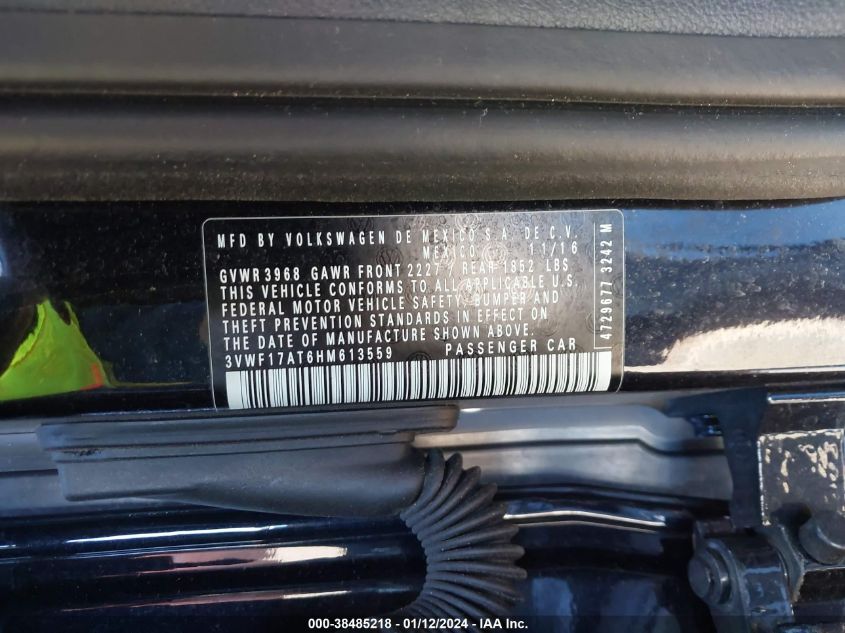 MFD BY VOLKSWAGEN DE MEXICO S.A. DE C.V.
MEXICO 11/16
GVWR 3968 GAWR FRONT 2227 / REAR 1852 LBS
THIS VEHICLE CONFORMS TO ALL APPLICABLE U.S.
FEDERAL MOTOR VEHICLE SAFETY, BUMPER AND
THEFT PREVENTION STANDARDS IN EFFECT ON
THE DATE OF MANUFACTURE SHOWN ABOVE.
3VWF17AT6HM613559 PASSENGER CAR
4729677 3242 M
000-38485218 - 01/12/2024 - IAA Inc.